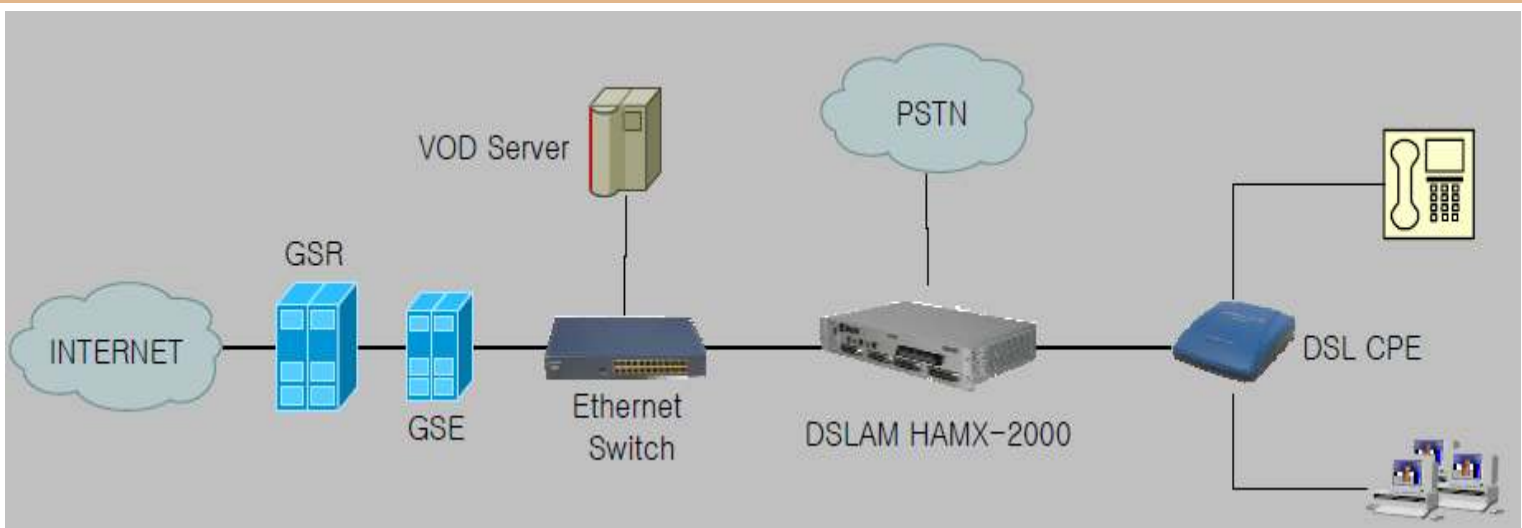 PSTN
VOD Server
GSR
INTERNET
GSE
Ethernet
Switch
DSLAM HAMX-2000
DSL CPE